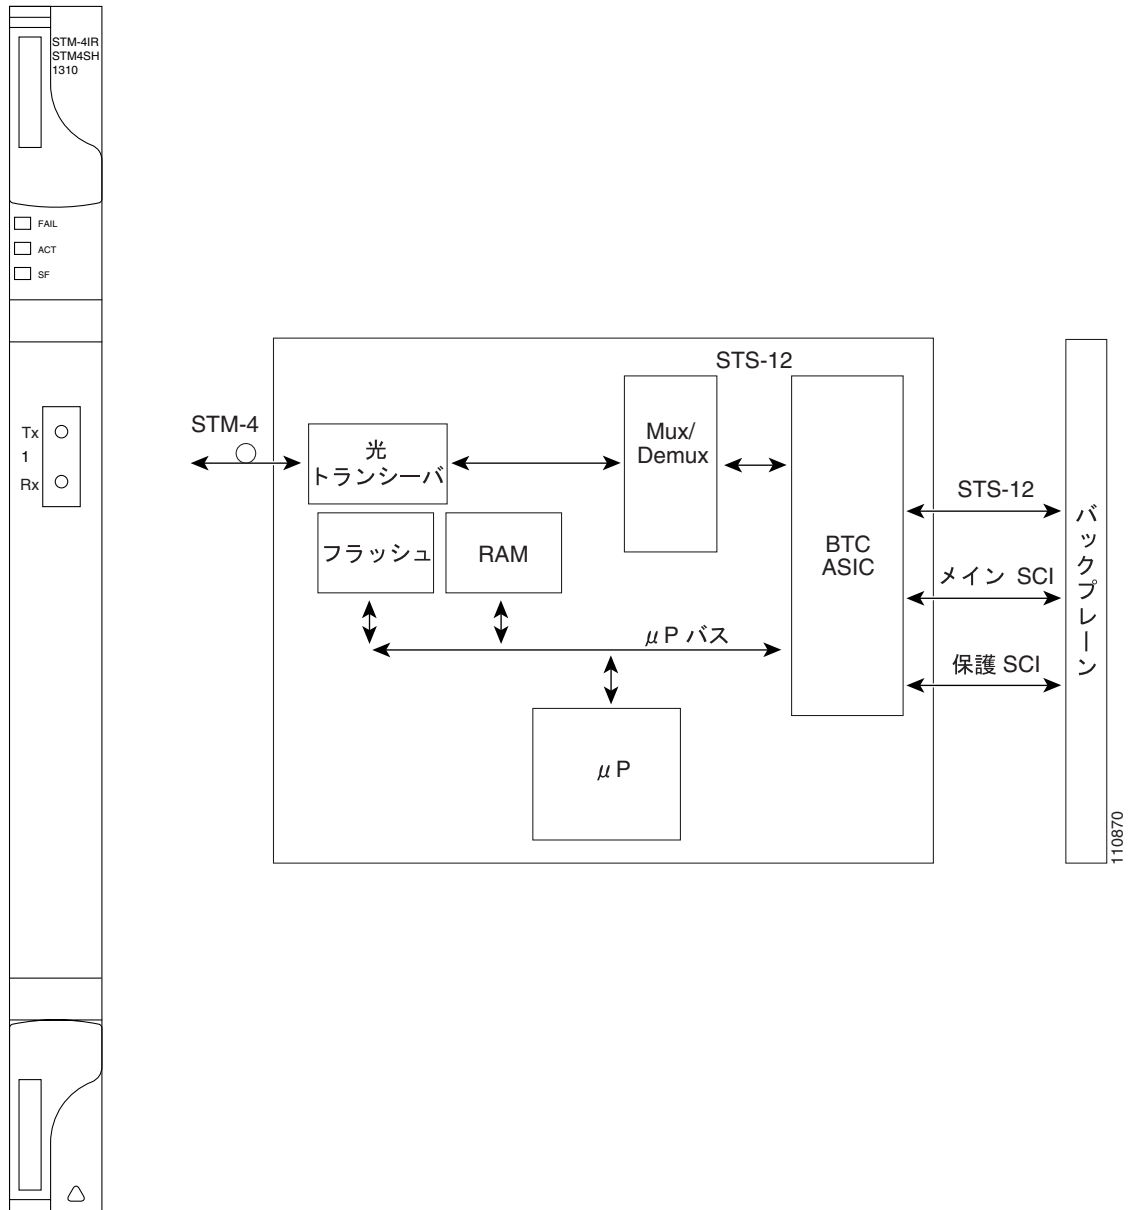 STM-4IR
STM4SH
1310
FAIL
ACT
SF
Tx
1
Rx
STM-4
光
トランシーバ
フラッシュ
RAM
Mux/
Demux
STS-12
BTC
ASIC
μP バス
μP
STS-12
メイン SCI
保護 SCI
バックプレーン
110870